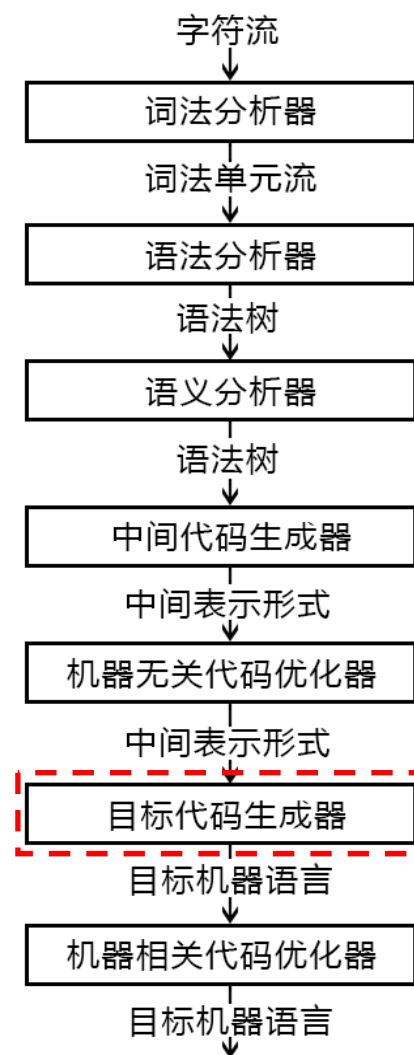 字符流
词法分析器
词法单元流
语法分析器
语法树
语义分析器
语法树
中间代码生成器
中间表示形式
机器无关代码优化器
中间表示形式
目标代码生成器
目标机器语言
机器相关代码优化器
目标机器语言